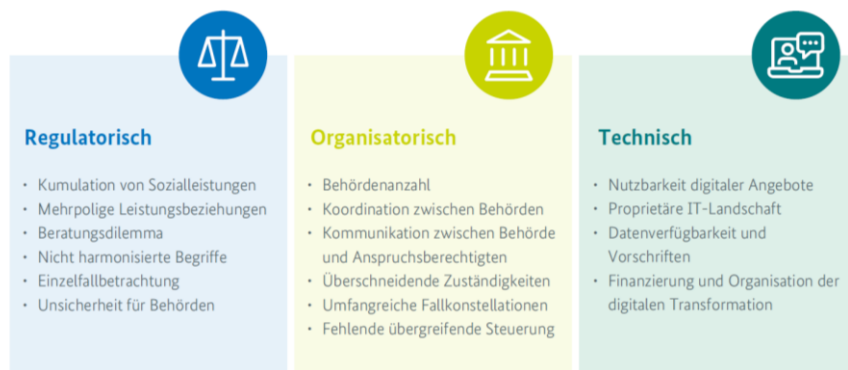 Regulatorisch
• Kumulation von Sozialleistungen
• Mehrpolige Leistungsbeziehungen
• Beratungsdilemma
• Nicht harmonisierte Begriffe
• Einzelfallbetrachtung
• Unsicherheit für Behörden
Organisatorisch
• Behördenanzahl
• Koordination zwischen Behörden
• Kommunikation zwischen Behörde
und Anspruchsberechtigten
• Überschneidende Zuständigkeiten
• Umfangreiche Fallkonstellationen
• Fehlende übergreifende Steuerung
Technisch
• Nutzbarkeit digitaler Angebote
• Proprietäre IT-Landschaft
• Datenverfügbarkeit und
Vorschriften
• Finanzierung und Organisation der
digitalen Transformation